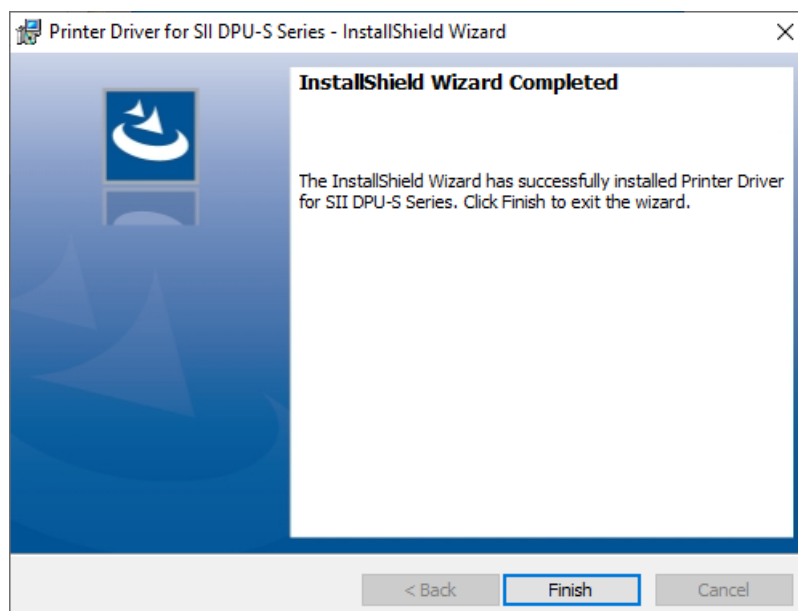 Printer Driver for SII DPU-S Series - InstallShield Wizard
InstallShield Wizard Completed
The InstallShield Wizard has successfully installed Printer Driver
for SII DPU-S Series. Click Finish to exit the wizard.
< Back
Finish
Cancel